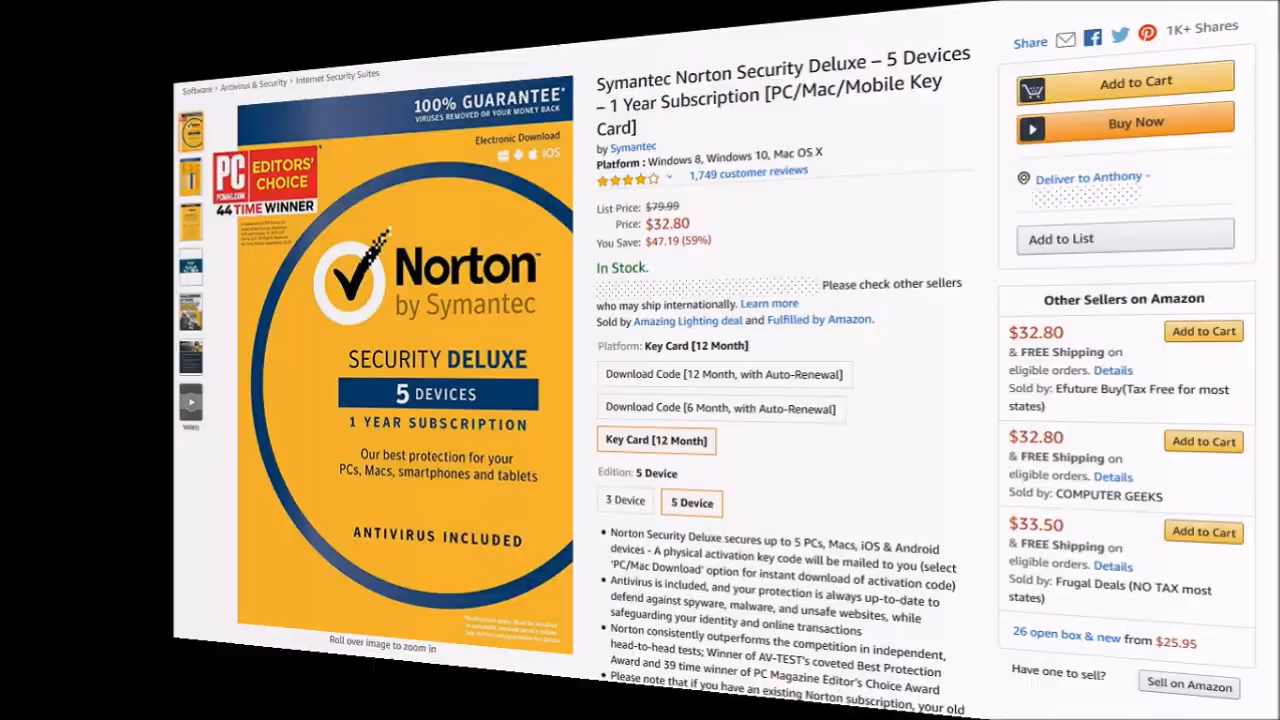 Software › Antivirus & Security › Internet Security Suites
100% GUARANTEE*
VIRUSES REMOVED OR YOUR MONEY BACK
Electronic Download
iOS
PC
PCMAG.COM
EDITORS'
CHOICE
44 TIME WINNER
Norton™
by Symantec
SECURITY DELUXE
5 DEVICES
1 YEAR SUBSCRIPTION
Our best protection for your
PCs, Macs, smartphones and tablets
ANTIVIRUS INCLUDED
Roll over image to zoom in
Symantec Norton Security Deluxe – 5 Devices
– 1 Year Subscription [PC/Mac/Mobile Key
Card]
by Symantec
Platform : Windows 8, Windows 10, Mac OS X
1,749 customer reviews
List Price: $79.99
Price: $32.80
You Save: $47.19 (59%)
In Stock.
Please check other sellers
who may ship internationally. Learn more
Sold by Amazing Lighting deal and Fulfilled by Amazon.
Platform: Key Card [12 Month]
Download Code [12 Month, with Auto-Renewal]
Download Code [6 Month, with Auto-Renewal]
Key Card [12 Month]
Edition: 5 Device
3 Device
5 Device
• Norton Security Deluxe secures up to 5 PCs, Macs, iOS & Android
devices - A physical activation key code will be mailed to you (select
'PC/Mac Download' option for instant download of activation code)
• Antivirus is included, and your protection is always up-to-date to
defend against spyware, malware, and unsafe websites, while
safeguarding your identity and online transactions
• Norton consistently outperforms the competition in independent,
head-to-head tests; Winner of AV-TEST's coveted Best Protection
Award and 39 time winner of PC Magazine Editor's Choice Award
• Please note that if you have an existing Norton subscription, your old
Share
1K+ Shares
Add to Cart
Buy Now
Deliver to Anthony -
Add to List
Other Sellers on Amazon
$32.80
Add to Cart
& FREE Shipping on
eligible orders. Details
Sold by: Efuture Buy(Tax Free for most
states)
$32.80
Add to Cart
& FREE Shipping on
eligible orders. Details
Sold by: COMPUTER GEEKS
$33.50
Add to Cart
& FREE Shipping on
eligible orders. Details
Sold by: Frugal Deals (NO TAX most
states)
26 open box & new from $25.95
Have one to sell?
Sell on Amazon